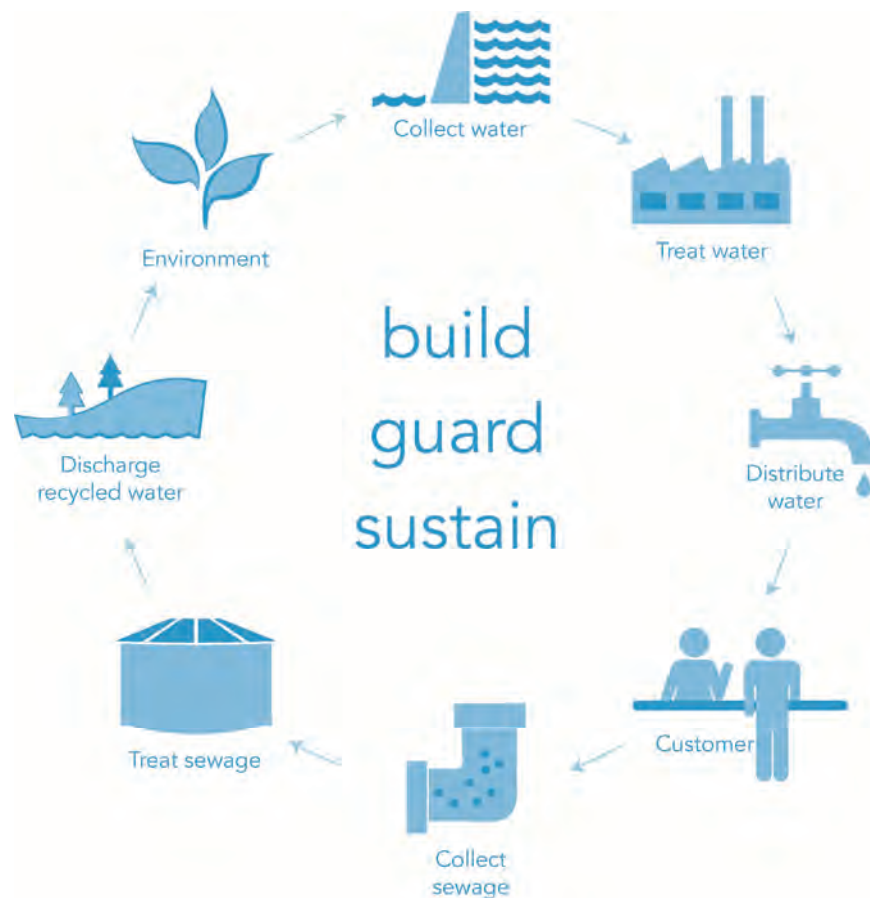 Collect water
Treat water
Distribute
water
Customer
Collect
sewage
Treat sewage
Discharge
recycled water
Environment
build
guard
sustain